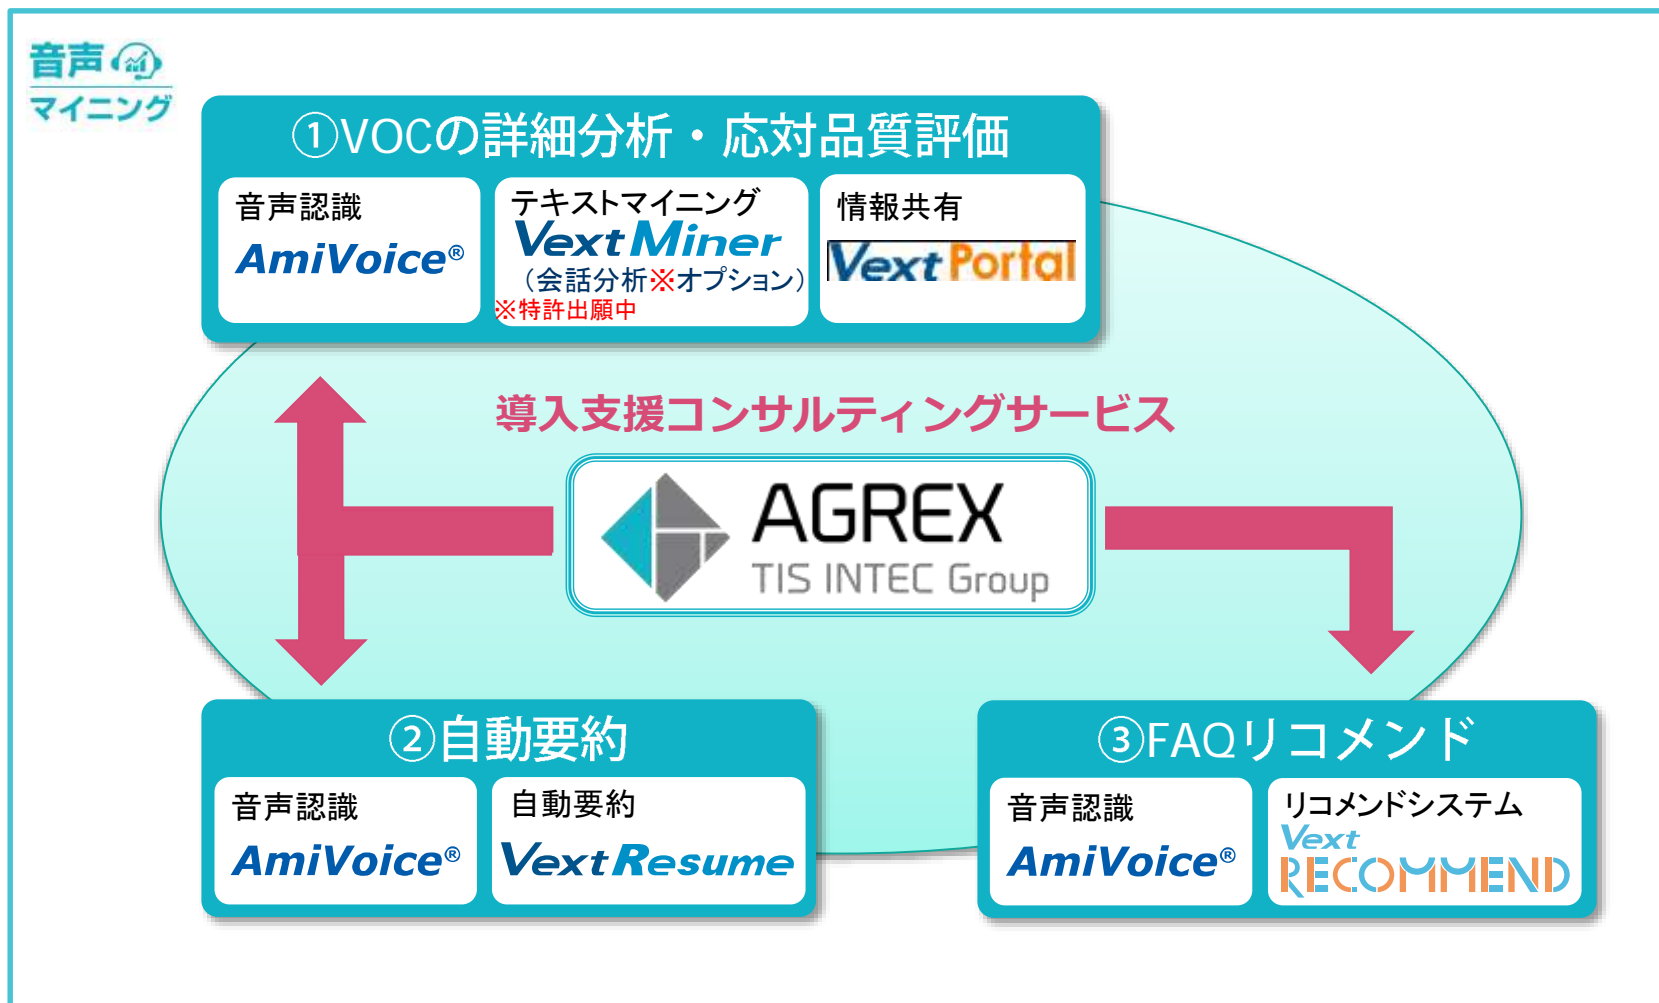 音声
マイニング
①VOCの詳細分析・応対品質評価
音声認識
AmiVoice®
テキストマイニング
VextMiner
（会話分析※オプション）
※特許出願中
情報共有
Vext Portal
導入支援コンサルティングサービス
AGREX
TIS INTEC Group
②自動要約
音声認識
AmiVoice®
自動要約
VextResume
③FAQリコメンド
音声認識
AmiVoice®
リコメンドシステム
Vext
RECOMMEND